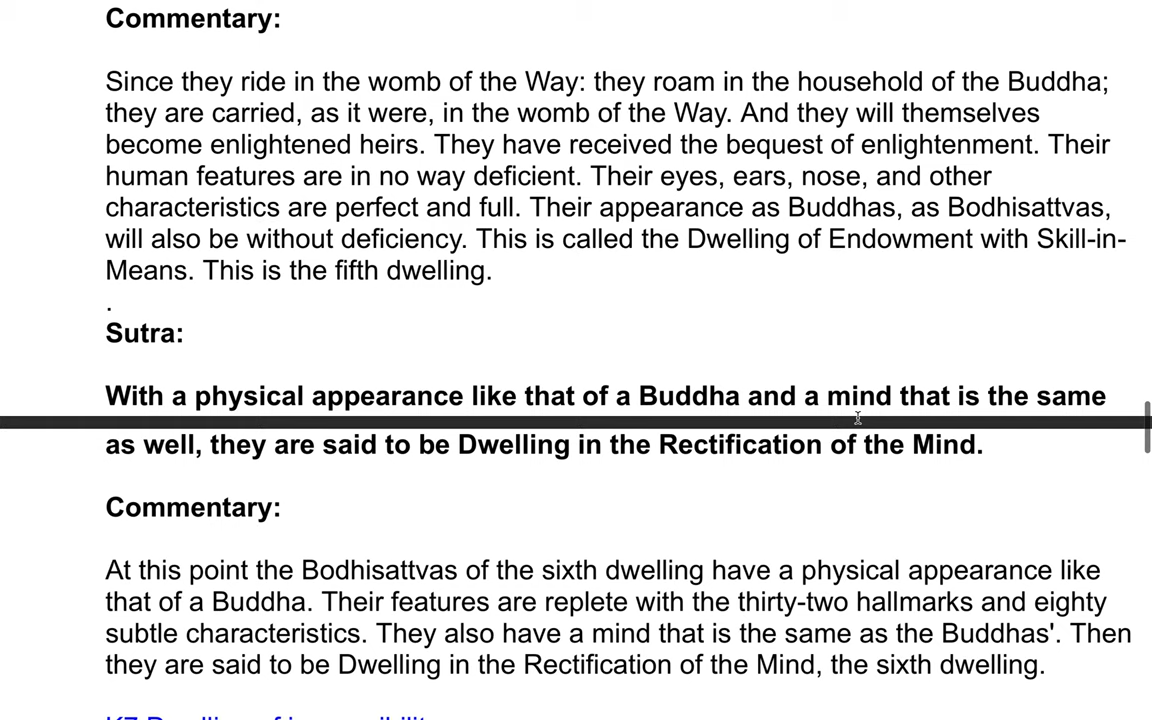 Commentary:
Since they ride in the womb of the Way: they roam in the household of the Buddha;
they are carried, as it were, in the womb of the Way. And they will themselves
become enlightened heirs. They have received the bequest of enlightenment. Their
human features are in no way deficient. Their eyes, ears, nose, and other
characteristics are perfect and full. Their appearance as Buddhas, as Bodhisattvas,
will also be without deficiency. This is called the Dwelling of Endowment with Skill-in-
Means. This is the fifth dwelling.
.
Sutra:
With a physical appearance like that of a Buddha and a mind that is the same
as well, they are said to be Dwelling in the Rectification of the Mind.
Commentary:
At this point the Bodhisattvas of the sixth dwelling have a physical appearance like
that of a Buddha. Their features are replete with the thirty-two hallmarks and eighty
subtle characteristics. They also have a mind that is the same as the Buddhas'. Then
they are said to be Dwelling in the Rectification of the Mind, the sixth dwelling.
K7 Dwelling of